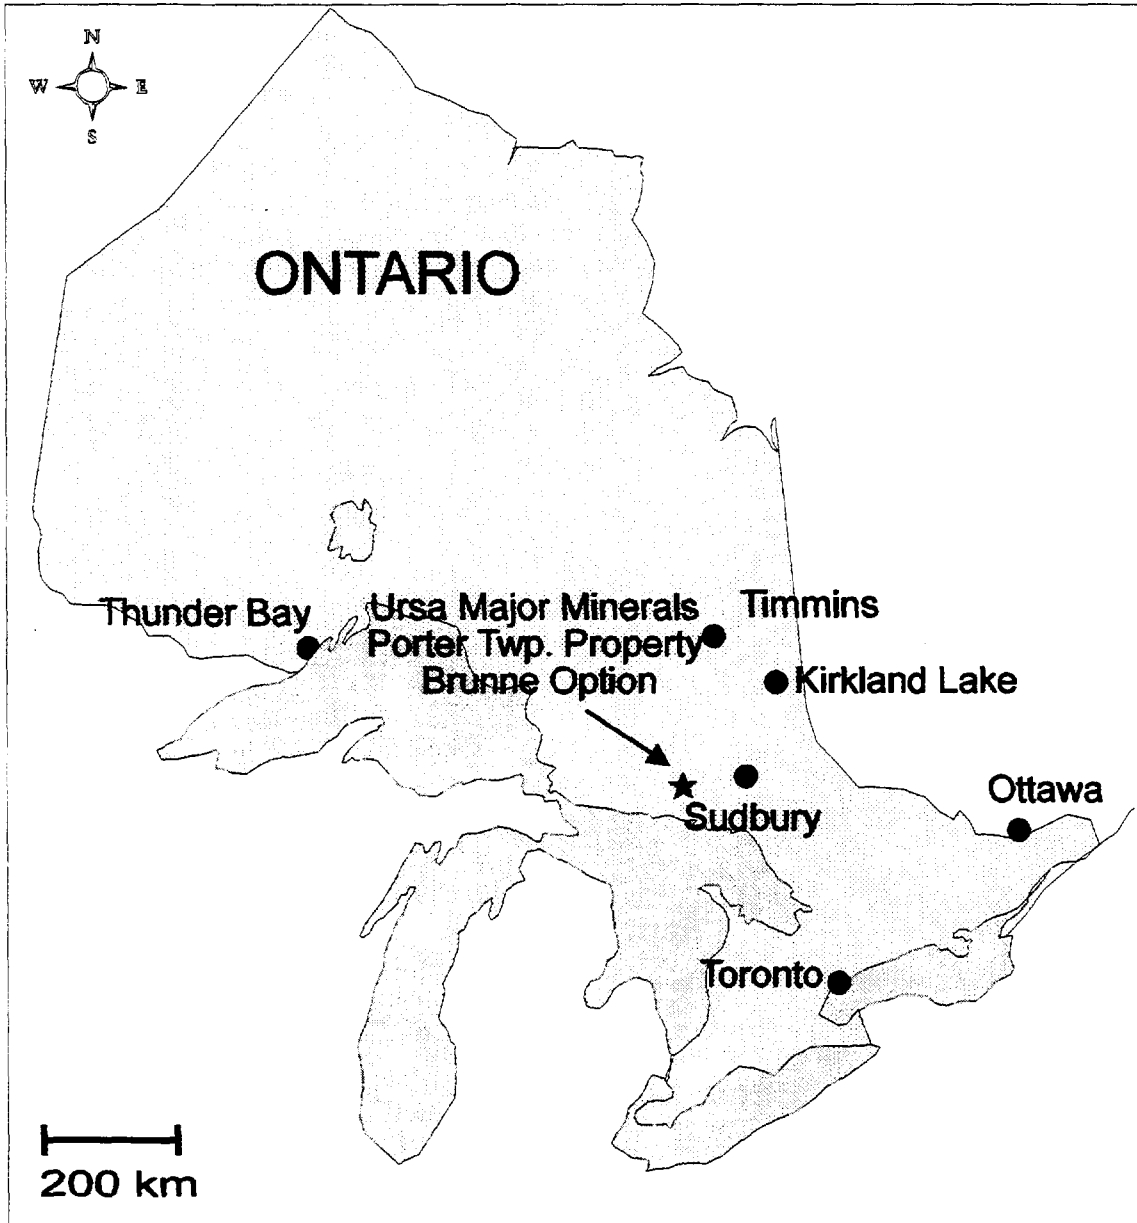 N
W E
S
ONTARIO
Thunder Bay
Ursa Major Minerals
Porter Twp. Property
Brunne Option
Timmins
Kirkland Lake
Sudbury
Ottawa
Toronto
200 km